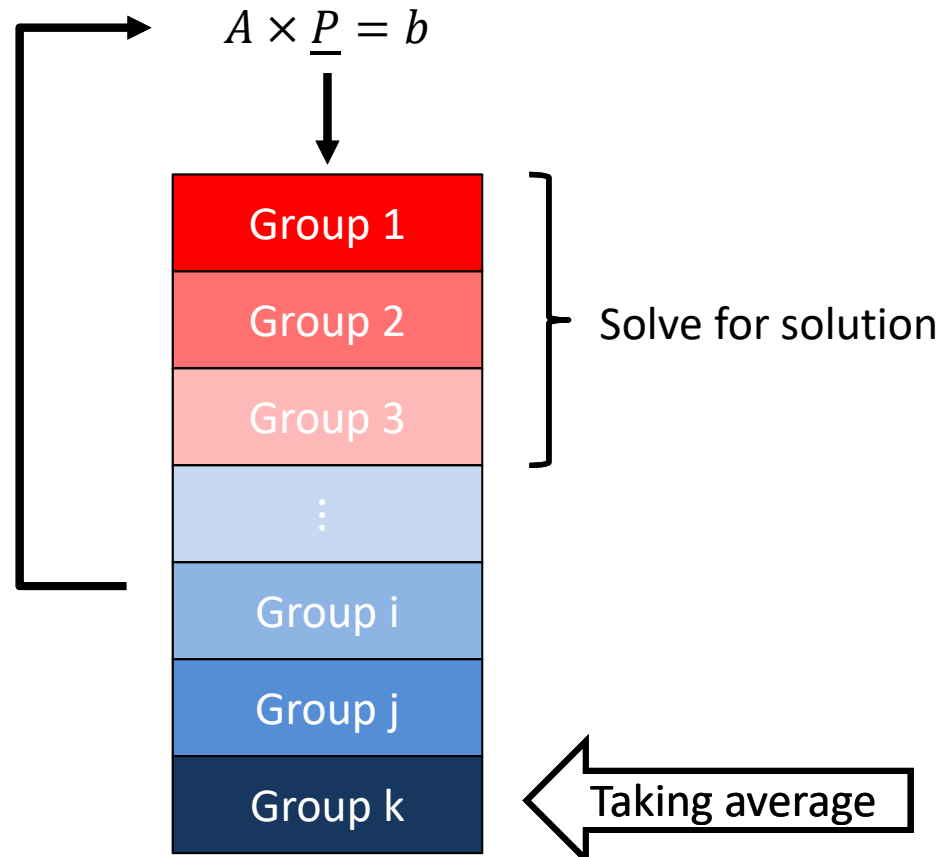 A × P = b
Group 1
Group 2
Group 3
Solve for solution
⋮
Group i
Group j
Group k
Taking average